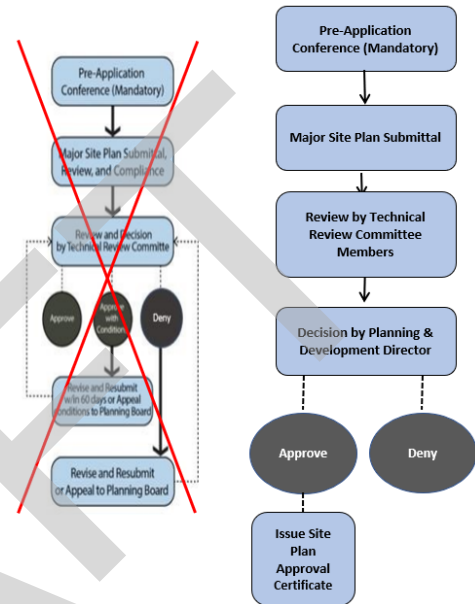 Pre-Application
Conference (Mandatory)
Major Site Plan Submittal,
Review, and Compliance
Review and Decision
by Technical Review Committe
Approve
Approve
with
Condition
Deny
Revise and Resubmit
w/in 60 days or Appeal
conditions to Planning Board
Revise and Resubmit
or Appeal to Planning Board
Pre-Application
Conference (Mandatory)
Major Site Plan Submittal
Review by Technical
Review Committee
Members
Decision by Planning &
Development Director
Approve
Deny
Issue Site
Plan
Approval
Certificate